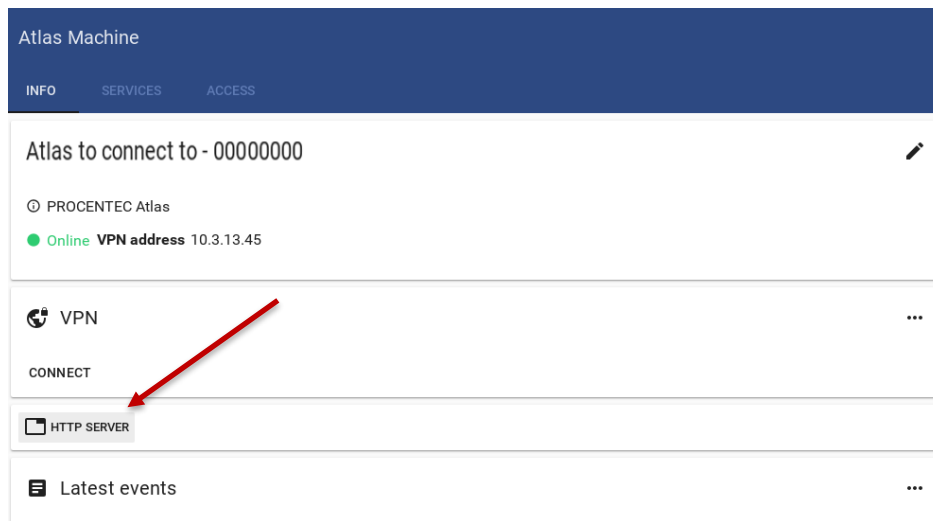 Atlas Machine
INFO SERVICES ACCESS
Atlas to connect to - 00000000
PROCENTEC Atlas
Online VPN address 10.3.13.45
VPN
CONNECT
HTTP SERVER
Latest events